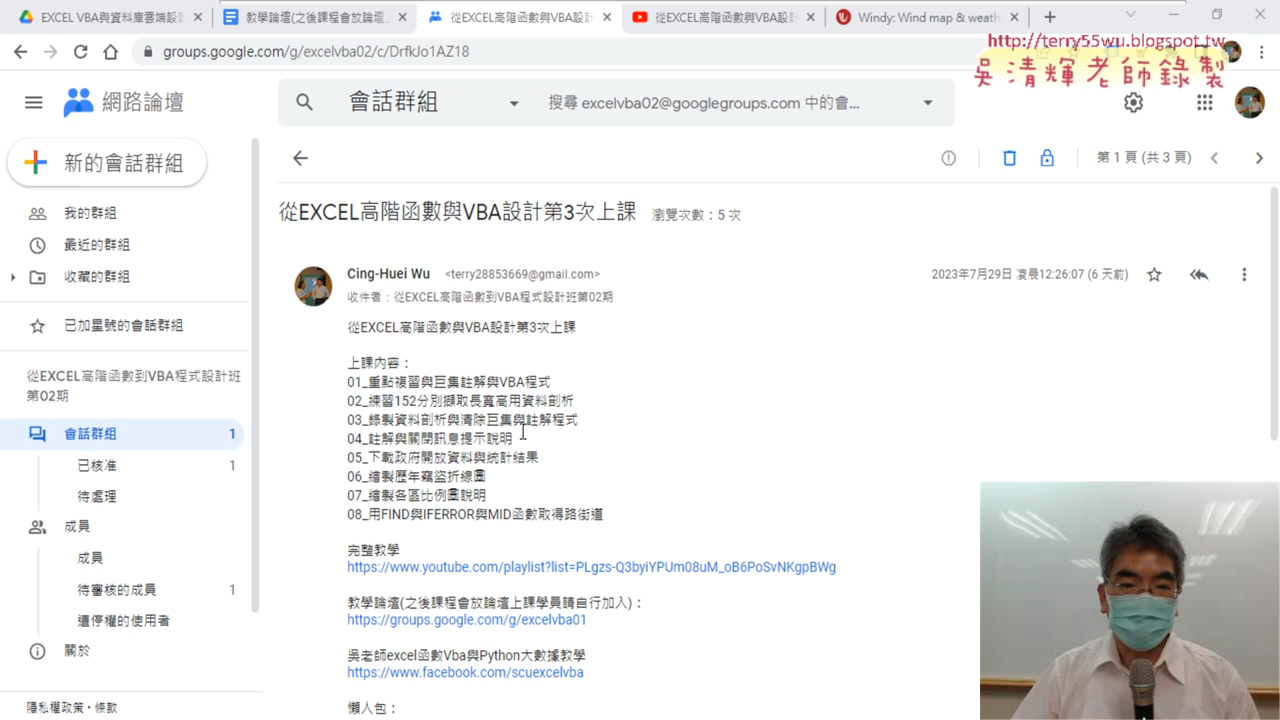 EXCEL VBA與資料庫雲端設
教學論壇(之後課程會放論壇
從EXCEL高階函數與VBA設計
從EXCEL高階函數與VBA設計
Windy: Wind map & weath
groups.google.com/g/excelvba02/c/DrfkJo1AZ18
http://terry55wu.blogspot.tw
吳清輝老師錄製
網路論壇
會話群組
搜尋 excelvba02@googlegroups.com 中的會...
新的會話群組
第 1 頁 (共 3 頁)
我的群組
最近的群組
收藏的群組
已加星號的會話群組
從EXCEL高階函數到VBA程式設計班
第02期
會話群組 1
已核准 1
待處理
成員
成員
待審核的成員 1
遭停權的使用者
關於
隱私權政策・條款
從EXCEL高階函數與VBA設計第3次上課 瀏覽次數：5 次
Cing-Huei Wu <terry28853669@gmail.com>
2023年7月29日 凌晨12:26:07 (6 天前)
收件者：從EXCEL高階函數到VBA程式設計班第02期
從EXCEL高階函數與VBA設計第3次上課
上課內容：
01_重點複習與巨集註解與VBA程式
02_練習152分別擷取長寬高用資料剖析
03_錄製資料剖析與清除巨集與註解程式
04_註解與關閉訊息提示說明
05_下載政府開放資料與統計結果
06_繪製歷年竊盜折線圖
07_繪製各區比例圖說明
08_用FIND與IFERROR與MID函數取得路街道
完整教學
https://www.youtube.com/playlist?list=PLgzs-Q3byiYPUm08uM_oB6PoSvNKgpBWg
教學論壇(之後課程會放論壇上課學員請自行加入)：
https://groups.google.com/g/excelvba01
吳老師excel函數Vba與Python大數據教學
https://www.facebook.com/scuexcelvba
懶人包：